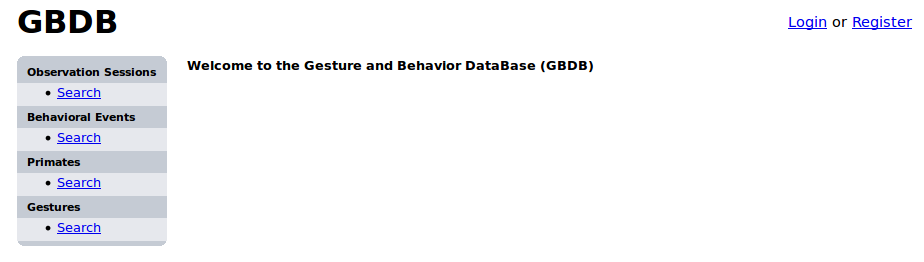 GBDB
Login or Register
Observation Sessions
Search
Behavioral Events
Search
Primates
Search
Gestures
Search
Welcome to the Gesture and Behavior DataBase (GBDB)